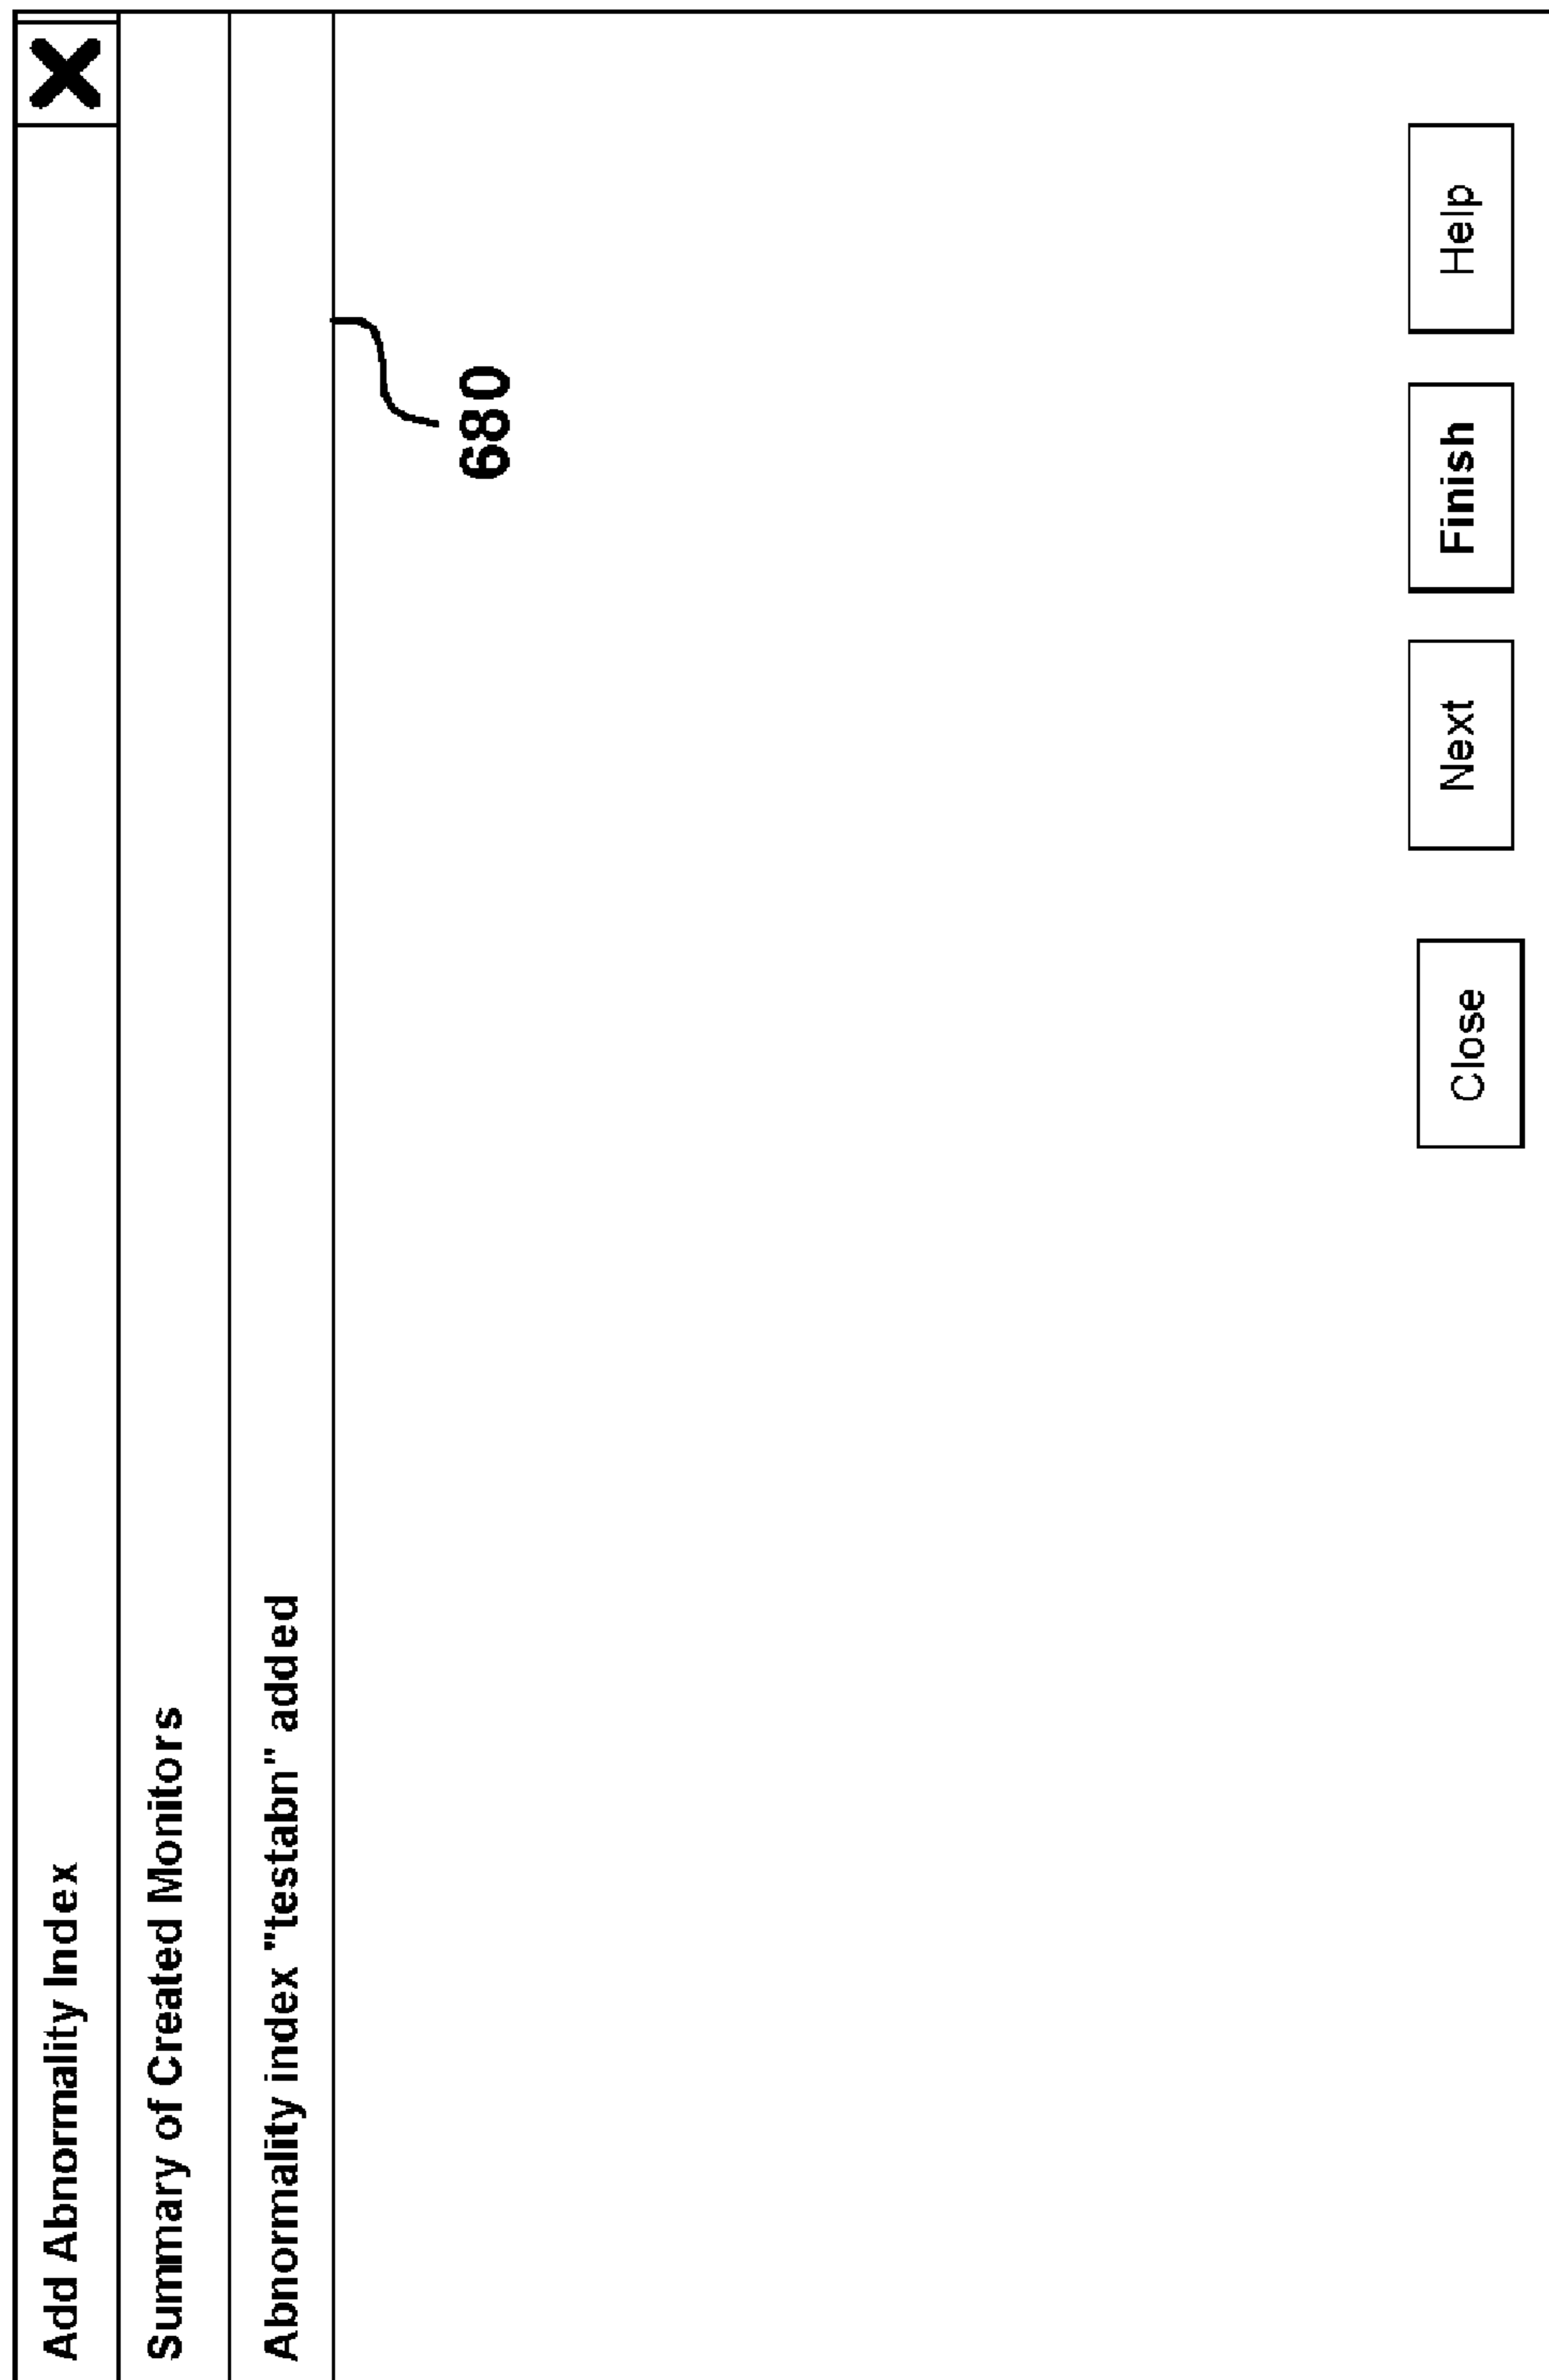 Add Abnormality Index
Summary of Created Monitors
Abnormality index "testabn" added
680
Close
Next
Finish
Help